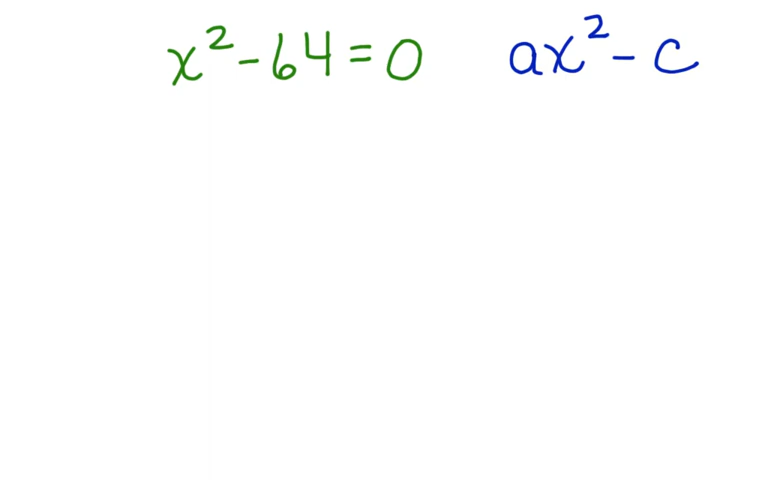 x² - 64 = 0 ax² - c